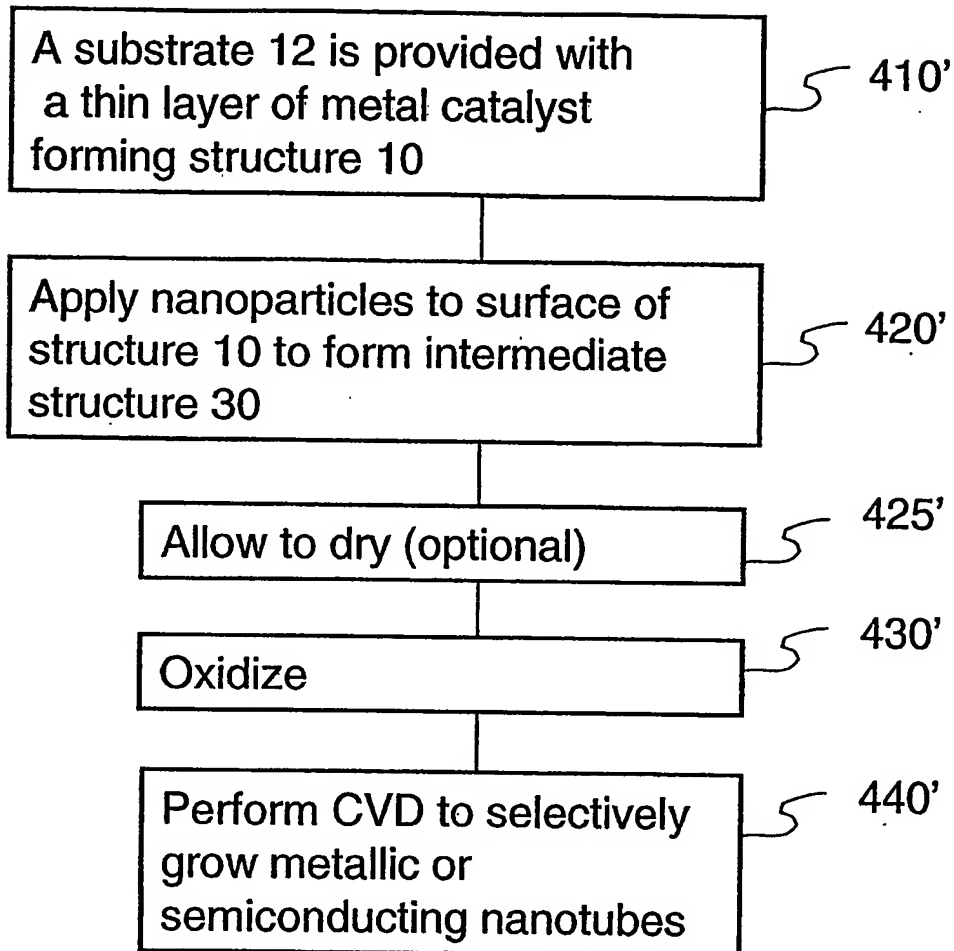 A substrate 12 is provided with
a thin layer of metal catalyst
forming structure 10
410'
Apply nanoparticles to surface of
structure 10 to form intermediate
structure 30
420'
Allow to dry (optional)
425'
Oxidize
430'
Perform CVD to selectively
grow metallic or
semiconducting nanotubes
440'